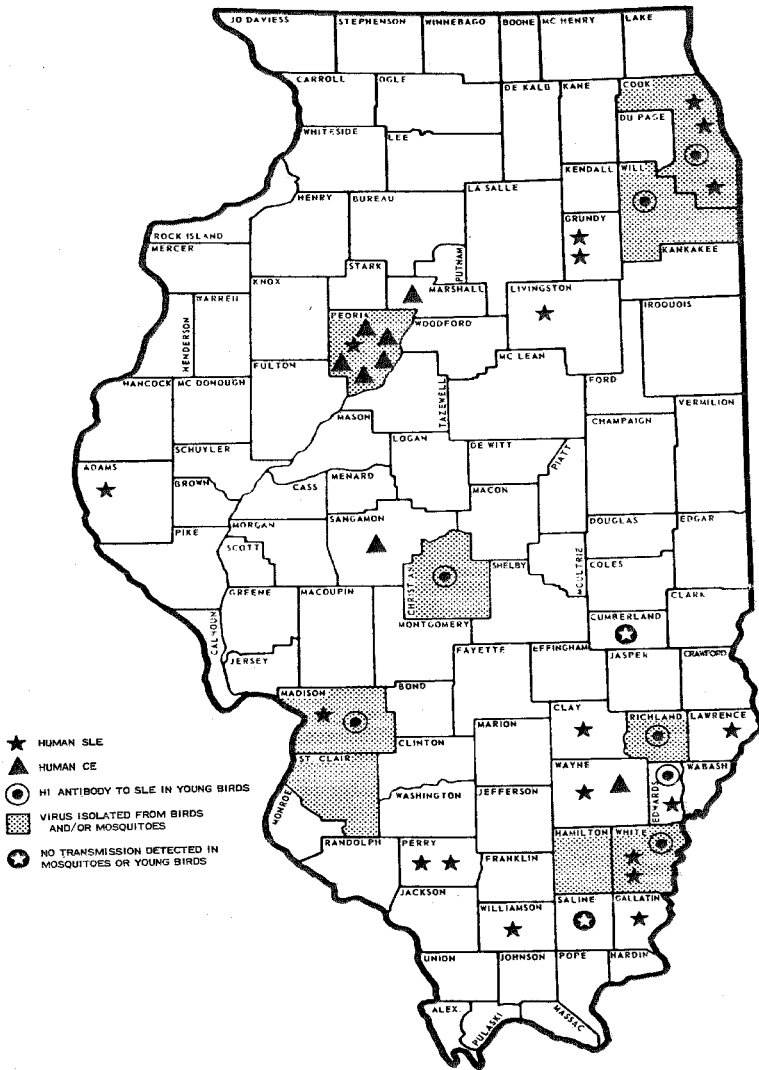 JO DAVIESS
STEPHENSON
WINNEBAGO
BOONE
MC HENRY
LAKE
CARROLL
OGLE
DE KALB
KANE
COOK
DU PAGE
WHITESIDE
LEE
KENDALL
WILL
LA SALLE
HENRY
BUREAU
GRUNDY
ROCK ISLAND
MERCER
PUTNAM
KANKAKEE
STARK
KNOX
MARSHALL
LIVINGSTON
WARREN
HENDERSON
PEORIA
WOODFORD
IROQUOIS
MC LEAN
FULTON
FORD
HANCOCK
MC DONOUGH
TAZEWELL
VERMILION
MASON
CHAMPAIGN
LOGAN
DE WITT
PIATT
SCHUYLER
ADAMS
BROWN
CASS
MENARD
MACON
SANGAMON
DOUGLAS
EDGAR
PIKE
MORGAN
SCOTT
CHRISTIAN
SHELBY
MOULTRIE
COLES
GREENE
MACOUPIN
CLARK
CALHOUN
MONTGOMERY
CUMBERLAND
JERSEY
FAYETTE
EFFINGHAM
JASPER
CRAWFORD
MADISON
BOND
CLAY
RICHLAND
LAWRENCE
MARION
CLINTON
ST. CLAIR
WAYNE
WABASH
EDWARDS
MONROE
WASHINGTON
JEFFERSON
RANDOLPH
PERRY
HAMILTON
WHITE
FRANKLIN
JACKSON
WILLIAMSON
SALINE
GALLATIN
UNION
JOHNSON
POPE
HARDIN
ALEX.
PULASKI
MASSAC
HUMAN SLE
HUMAN CE
HI ANTIBODY TO SLE IN YOUNG BIRDS
VIRUS ISOLATED FROM BIRDS
AND/OR MOSQUITOES
NO TRANSMISSION DETECTED IN
MOSQUITOES OR YOUNG BIRDS